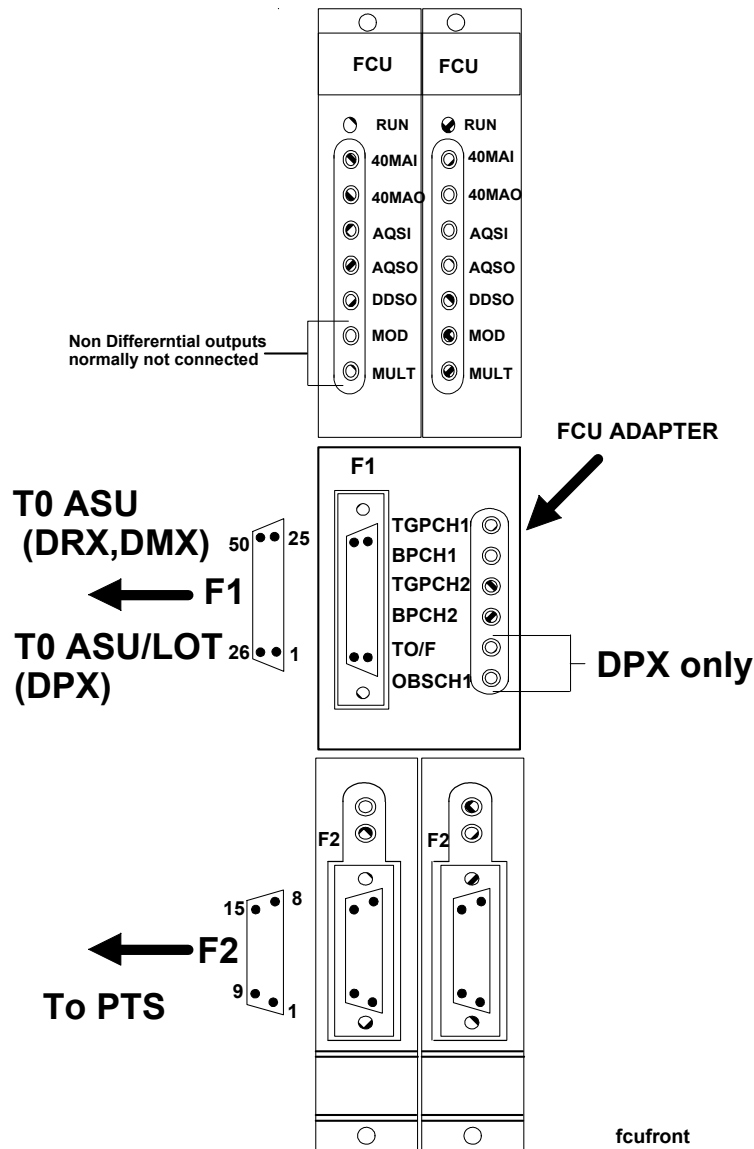 FCU FCU
RUN RUN
40MAI 40MAI
40MAO 40MAO
AQSI AQSI
AQSO AQSO
DDSO DDSO
MOD MOD
MULT MULT
Non Differerntial outputs
normally not connected
FCU ADAPTER
F1
TGPCH1
BPCH1
TGPCH2
BPCH2
TO/F
OBSCH1
DPX only
T0 ASU
(DRX,DMX)
F1
T0 ASU/LOT
(DPX)
50 25
26 1
F2 F2
15 8
F2
9 1
To PTS
fcufront